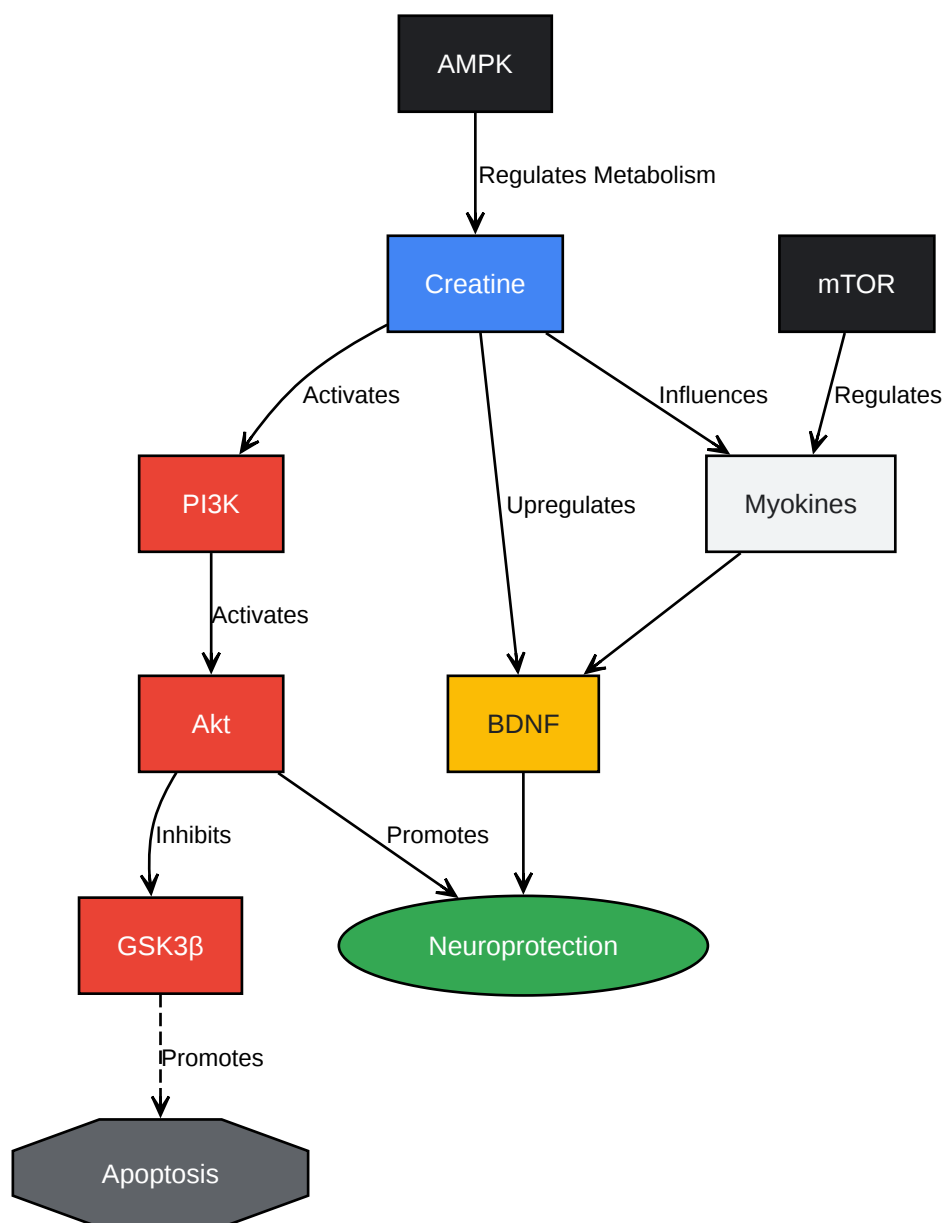 AMPK
Regulates Metabolism
Creatine
mTOR
Activates
Influences
Regulates
PI3K
Upregulates
Myokines
Activates
Akt
BDNF
Inhibits
Promotes
GSK3β
Neuroprotection
Promotes
Apoptosis